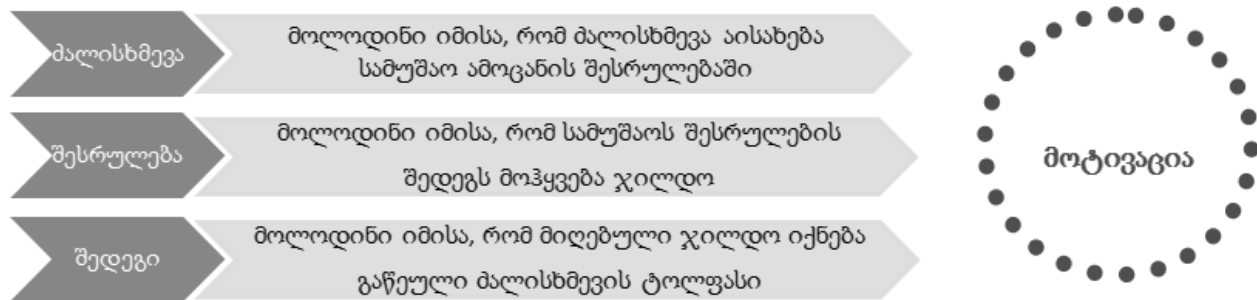 ძალისხმევა
მოლოდინი იმისა, რომ ძალისხმევა აისახება
სამუშაო ამოცანის შესრულებაში
შესრულება
მოლოდინი იმისა, რომ სამუშაოს შესრულების
შედეგს მოჰყვება ჯილდო
შედეგი
მოლოდინი იმისა, რომ მიღებული ჯილდო იქნება
გაწეული ძალისხმევის ტოლფასი
მოტივაცია